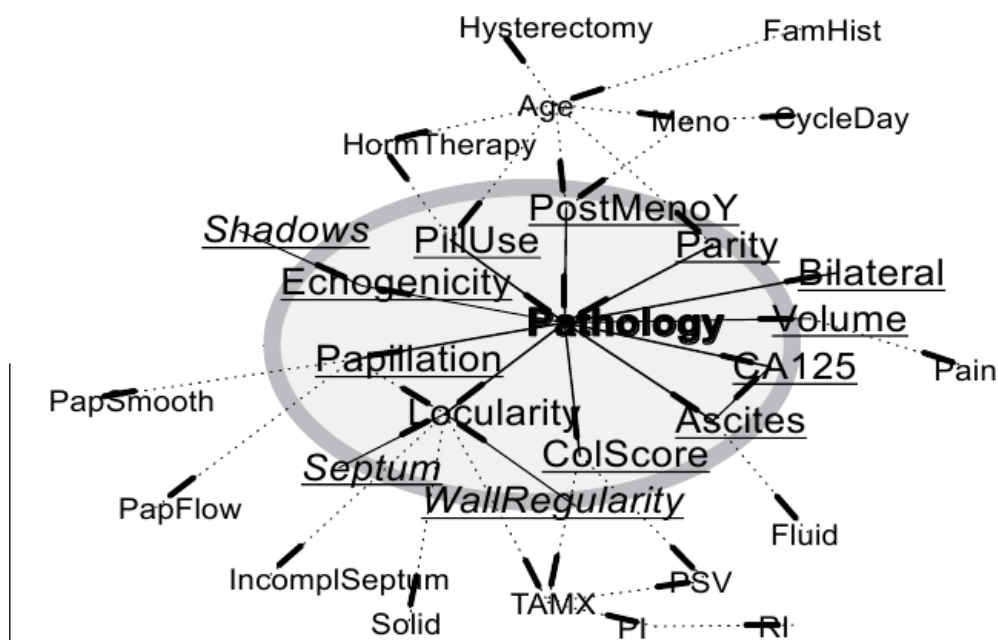 Hysterectomy
FamHist
Age
Meno
CycleDay
HormTherapy
PostMenoY
Shadows
PillUse
Parity
Echogenicity
Bilateral
Pathology
Volume
Papillation
CA125
Pain
PapSmooth
Locularity
Ascites
Septum
ColScore
WallRegularity
PapFlow
Fluid
IncomplSeptum
PSV
TAMX
Solid
PI
RI